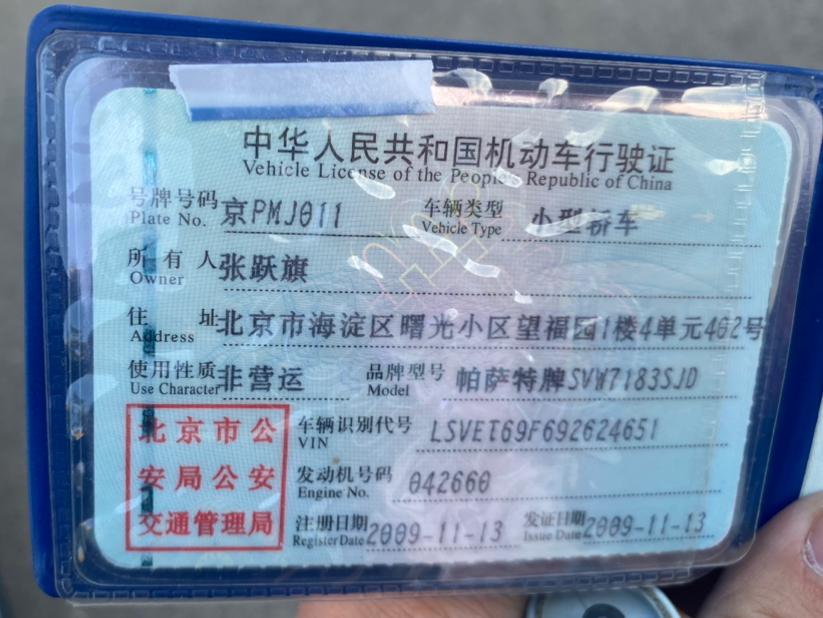 中华人民共和国机动车行驶证
Vehicle License of the People's Republic of China
号牌号码 京PMJ011 车辆类型 小型轿车
Plate No. Vehicle Type
所有人 张跃旗
Owner
住址 北京市海淀区曙光小区望福园1楼4单元402号
Address
使用性质 非营运 品牌型号 帕萨特牌SVW7183SJD
Use Character Model
北京市公 车辆识别代号 LSVET69F692624651
VIN
安局公安 发动机号码 042660
Engine No.
交通管理局 注册日期 2009-11-13 发证日期 2009-11-13
Register Date Issue Date